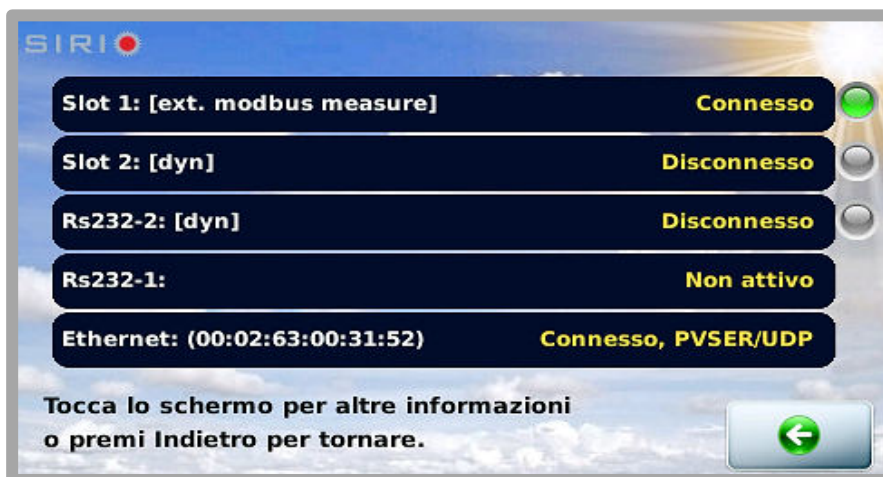 SIRIO
Slot 1: [ext. modbus measure] Connesso
Slot 2: [dyn] Disconnesso
Rs232-2: [dyn] Disconnesso
Rs232-1: Non attivo
Ethernet: (00:02:63:00:31:52) Connesso, PVSER/UDP
Tocca lo schermo per altre informazioni
o premi Indietro per tornare.